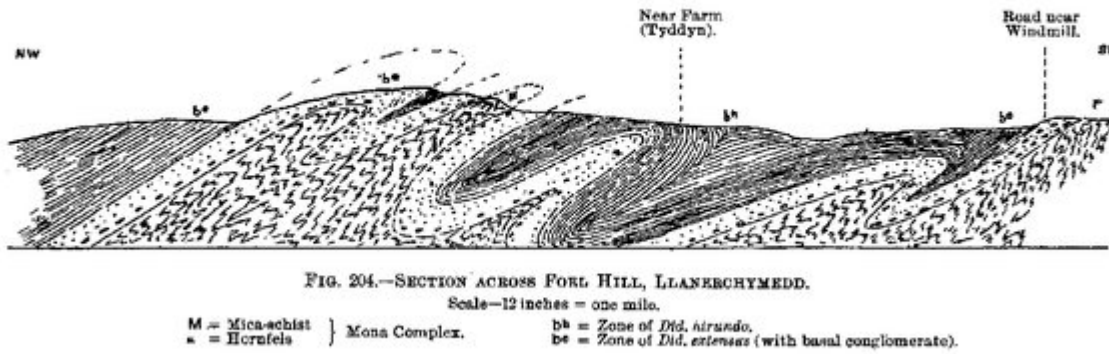 Near Farm
(Tyddyn).
Road near
Windmill.
NW
be
be
M
bh
be
FIG. 204.—SECTION ACROSS FOEL HILL, LLANERCHYMEDD.
Scale—12 inches = one mile.
M = Mica-schist
= Hornfels
} Mona Complex.
bh = Zone of Did. hirundo.
be = Zone of Did. extensus (with basal conglomerate).